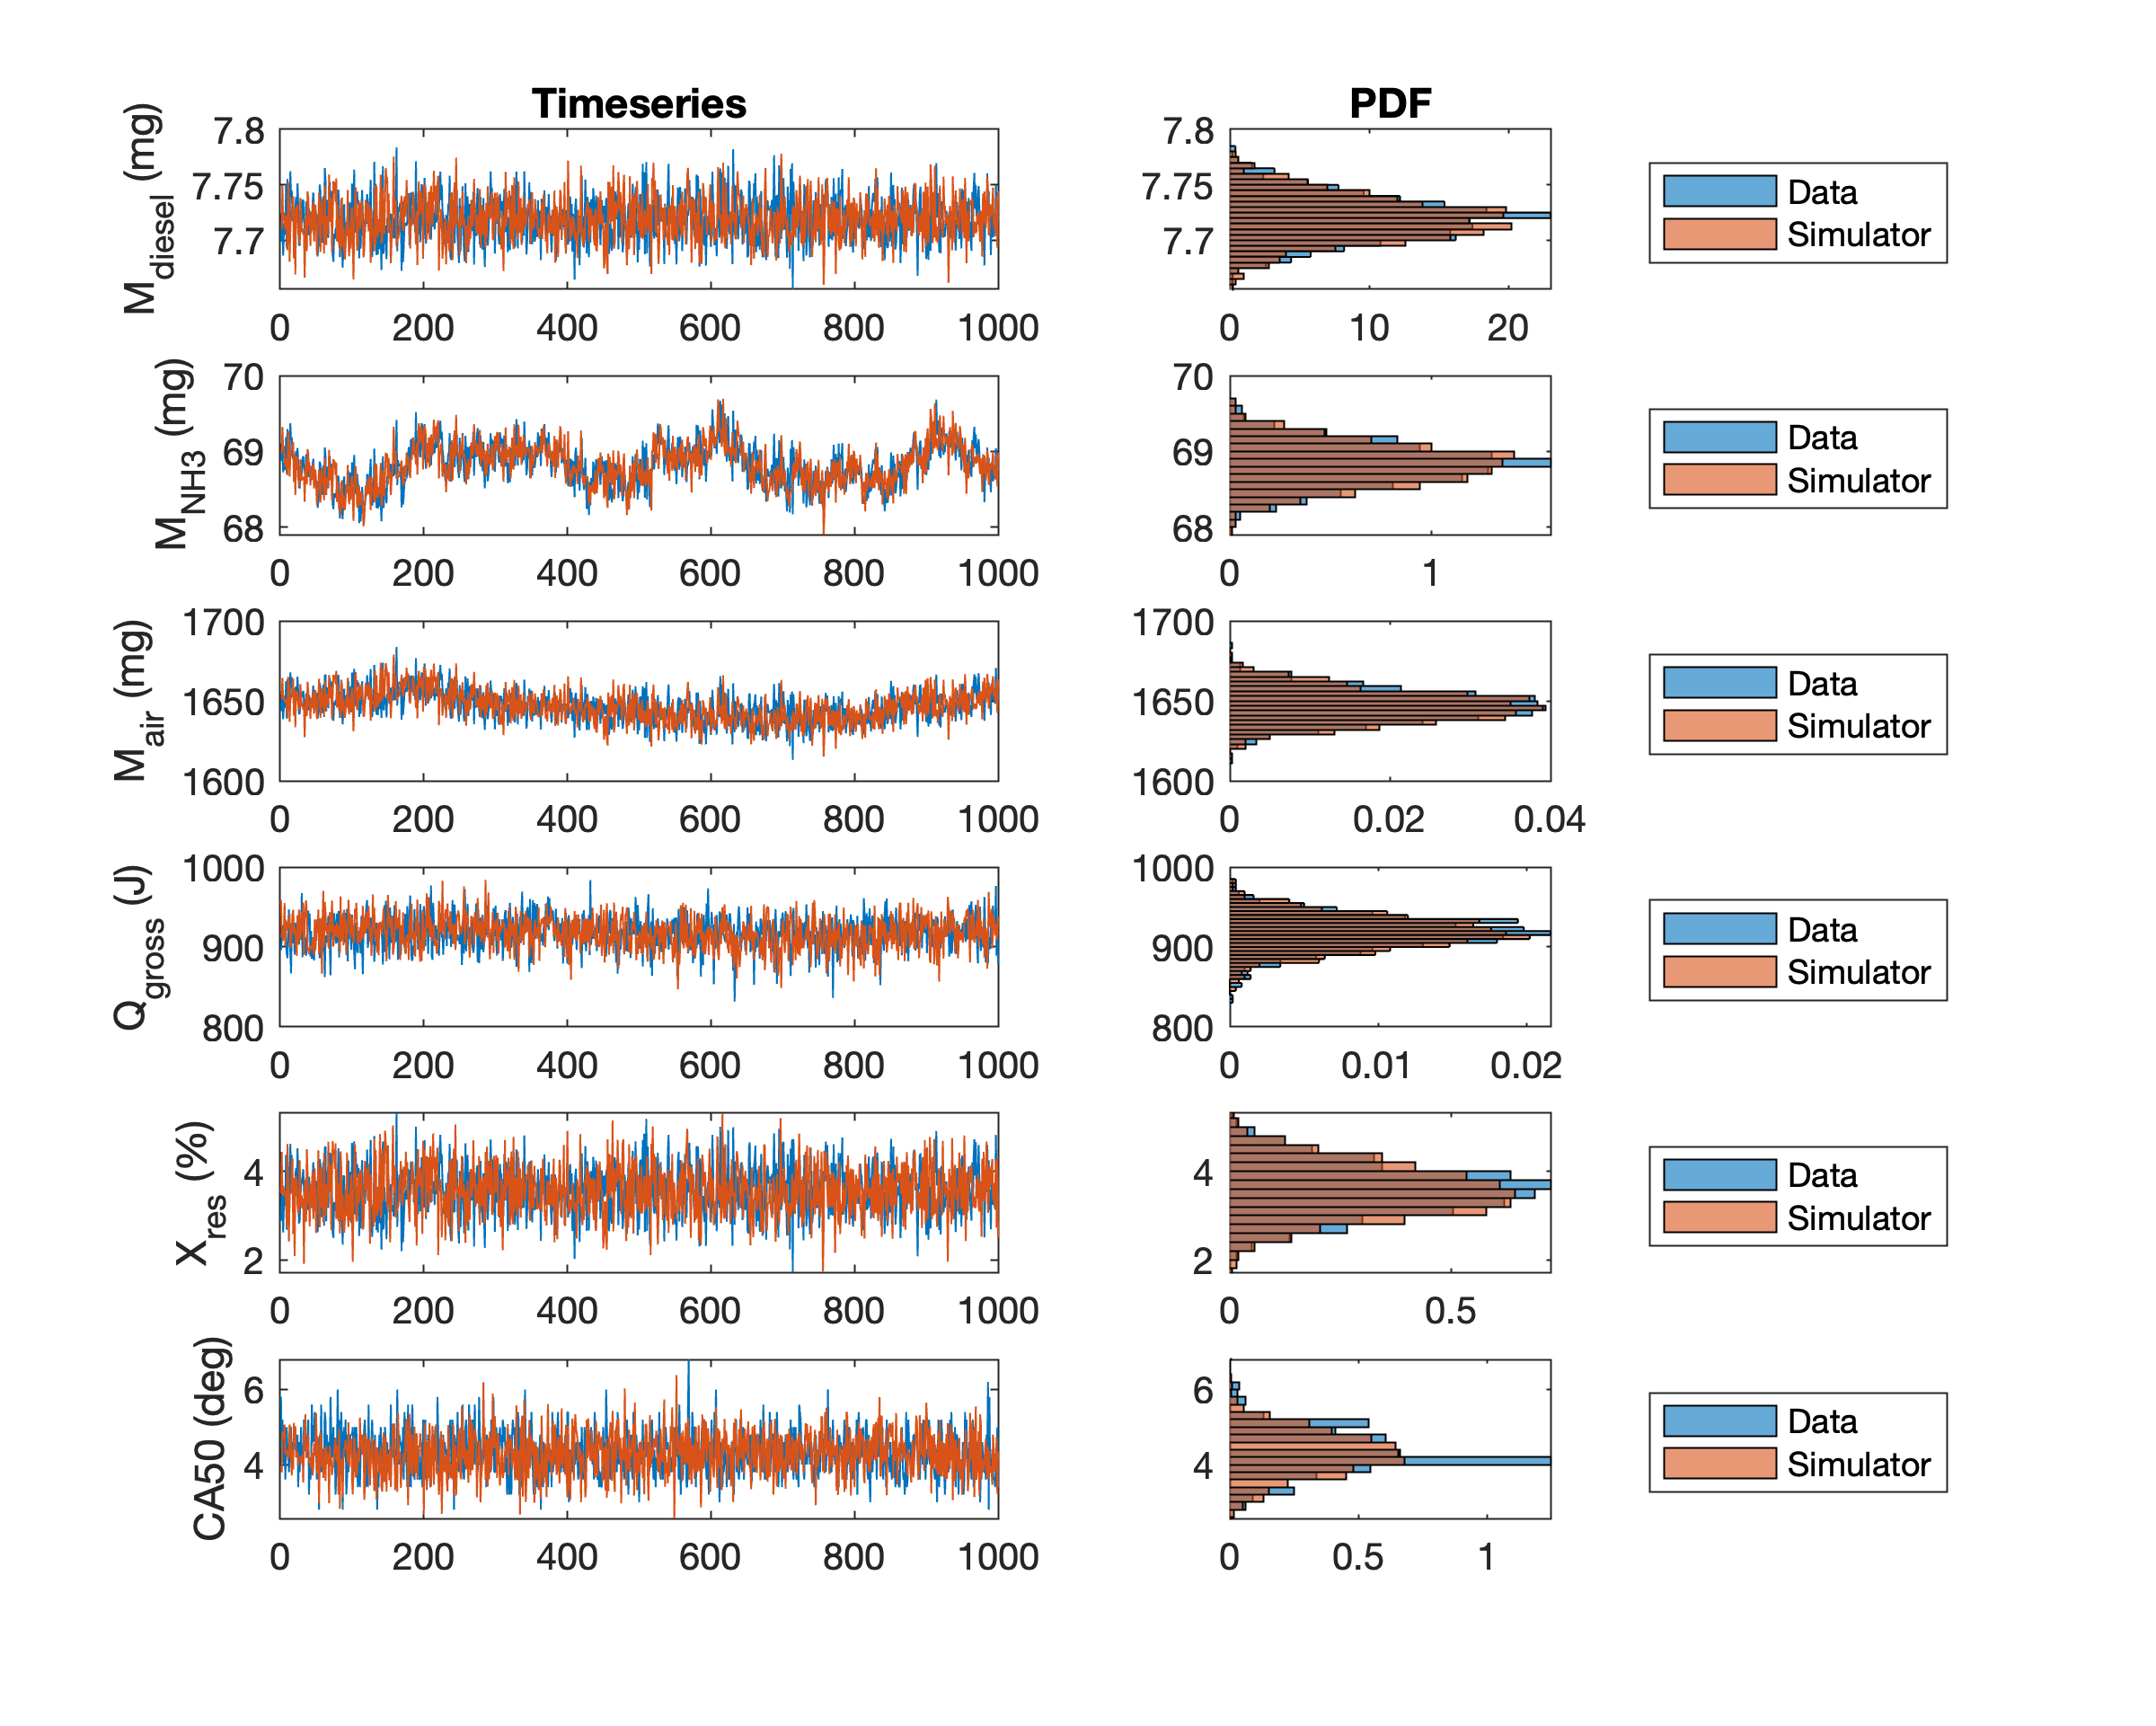 Timeseries
PDF
M_diesel (mg)
7.8
7.75
7.7
0 200 400 600 800 1000
7.8
7.75
7.7
0 10 20
Data
Simulator
M_NH3 (mg)
70
69
68
0 200 400 600 800 1000
70
69
68
0 1
Data
Simulator
M_air (mg)
1700
1650
1600
0 200 400 600 800 1000
1700
1650
1600
0 0.02 0.04
Data
Simulator
Q_gross (J)
1000
900
800
0 200 400 600 800 1000
1000
900
800
0 0.01 0.02
Data
Simulator
X_res (%)
4
2
0 200 400 600 800 1000
4
2
0 0.5
Data
Simulator
CA50 (deg)
6
4
0 200 400 600 800 1000
6
4
0 0.5 1
Data
Simulator